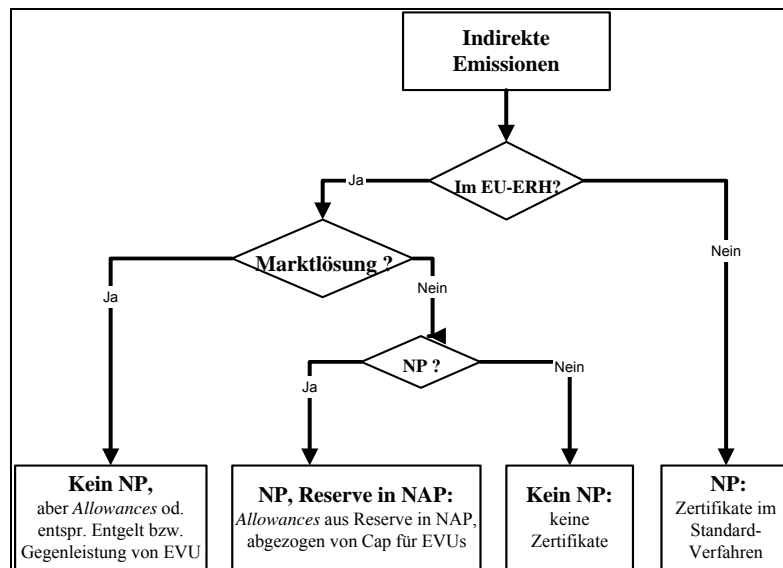 Indirekte
Emissionen
Im EU-ERH?
Ja
Nein
Marktlösung ?
Ja
Nein
NP ?
Ja
Nein
Kein NP,
aber Allowances od.
entspr. Entgelt bzw.
Gegenleistung von EVU
NP, Reserve in NAP:
Allowances aus Reserve in NAP,
abgezogen von Cap für EVUs
Kein NP:
keine
Zertifikate
NP:
Zertifikate im
Standard-
Verfahren